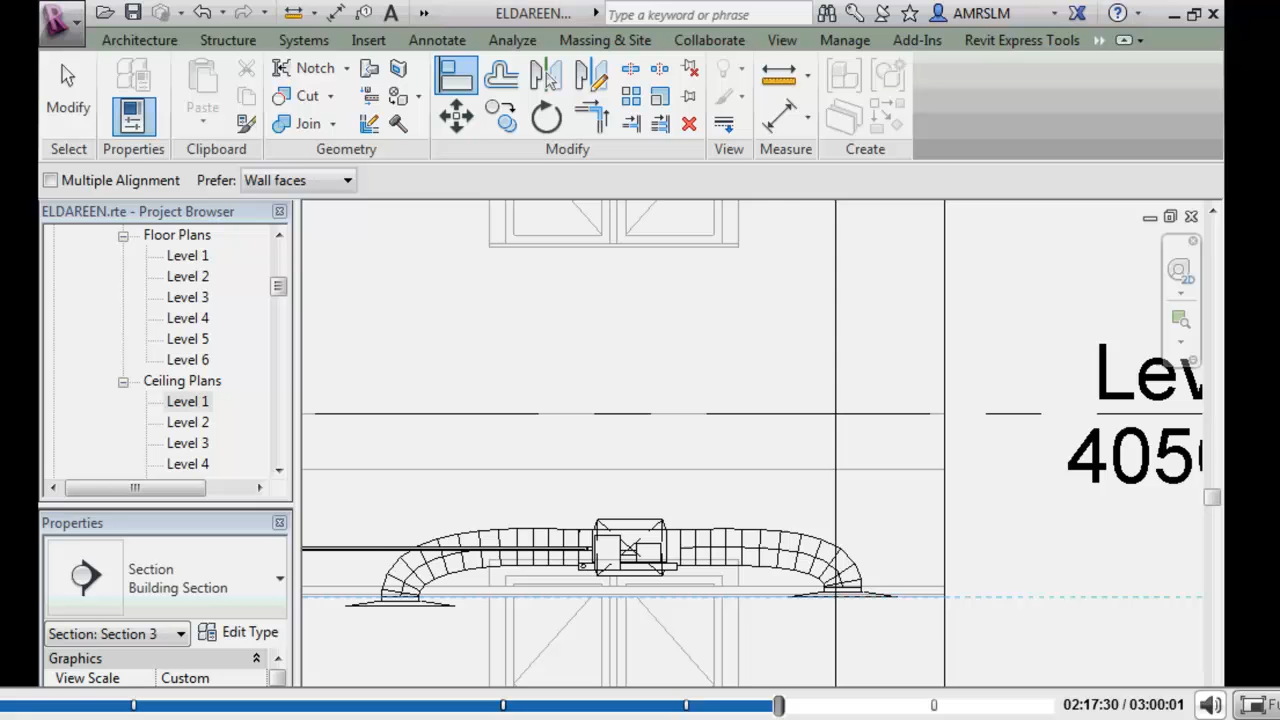 ELDAREEN...
Type a keyword or phrase
AMRSLM
Architecture Structure Systems Insert Annotate Analyze Massing & Site Collaborate View Manage Add-Ins Revit Express Tools
Notch
Cut
Join
Modify
Paste
Select Properties Clipboard Geometry Modify View Measure Create
Multiple Alignment Prefer: Wall faces
ELDAREEN.rte - Project Browser
Floor Plans
Level 1
Level 2
Level 3
Level 4
Level 5
Level 6
Ceiling Plans
Level 1
Level 2
Level 3
Level 4
Properties
Section
Building Section
Section: Section 3 Edit Type
Graphics
View Scale Custom
2D
Lev
405
02:17:30 / 03:00:01